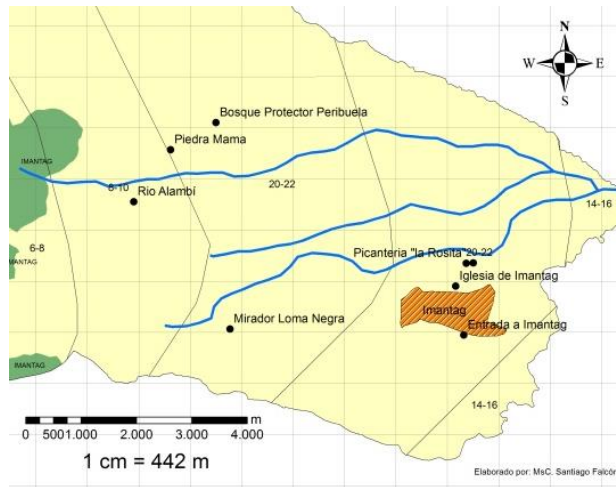 N
W E
S
Bosque Protector Peribuela
Piedra Mama
IMANTAG
8-10
20-22
Rio Alambí
14-16
6-8
IMANTAG
Picanteria "la Rosita"
20-22
Iglesia de Imantag
Imantag
Mirador Loma Negra
Entrada a Imantag
IMANTAG
14-16
0 5001.000 2.000 3.000 4.000 m
1 cm = 442 m
Elaborado por: MsC. Santiago Falcón